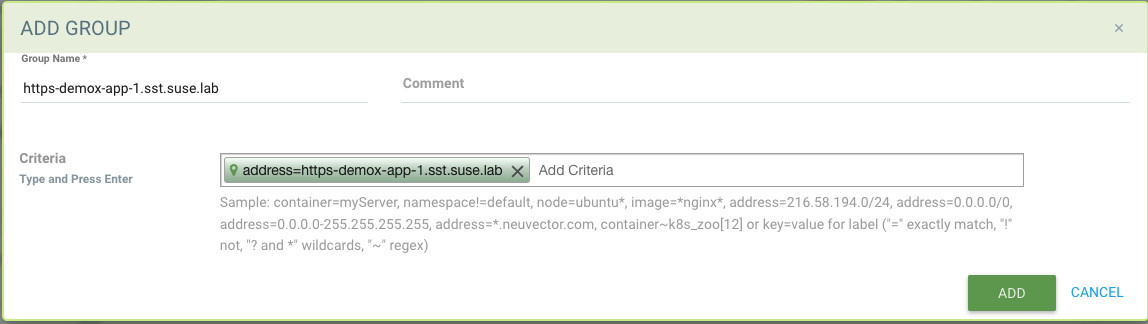 ADD GROUP
×
Group Name *
https-demox-app-1.sst.suse.lab
Comment
Criteria
Type and Press Enter
address=https-demox-app-1.sst.suse.lab
Add Criteria
Sample: container=myServer, namespace!=default, node=ubuntu*, image=*nginx*, address=216.58.194.0/24, address=0.0.0.0/0,
address=0.0.0.0-255.255.255.255, address=*.neuvector.com, container~k8s_zoo[12] or key=value for label ("=" exactly match, "!"
not, "? and *" wildcards, "~" regex)
ADD
CANCEL